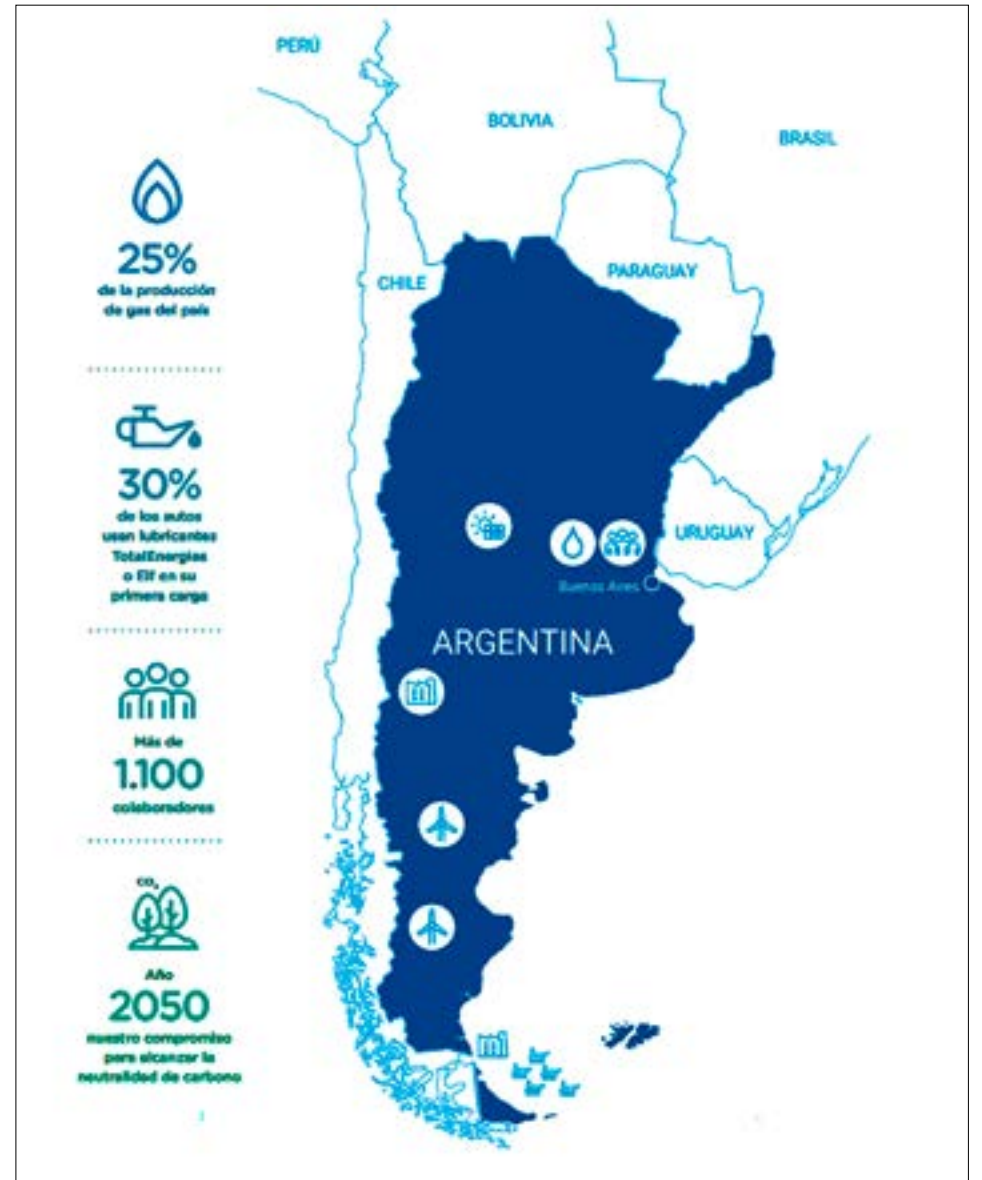 PERÚ
BOLIVIA
BRASIL
CHILE
PARAGUAY
25%
de la producción
de gas del país
30%
de los autos
usan lubricantes
TotalEnergies
o Elf en su
primera carga
URUGUAY
Buenos Aires
ARGENTINA
Más de
1.100
colaboradores
CO₂
Año
2050
nuestro compromiso
para alcanzar la
neutralidad de carbono